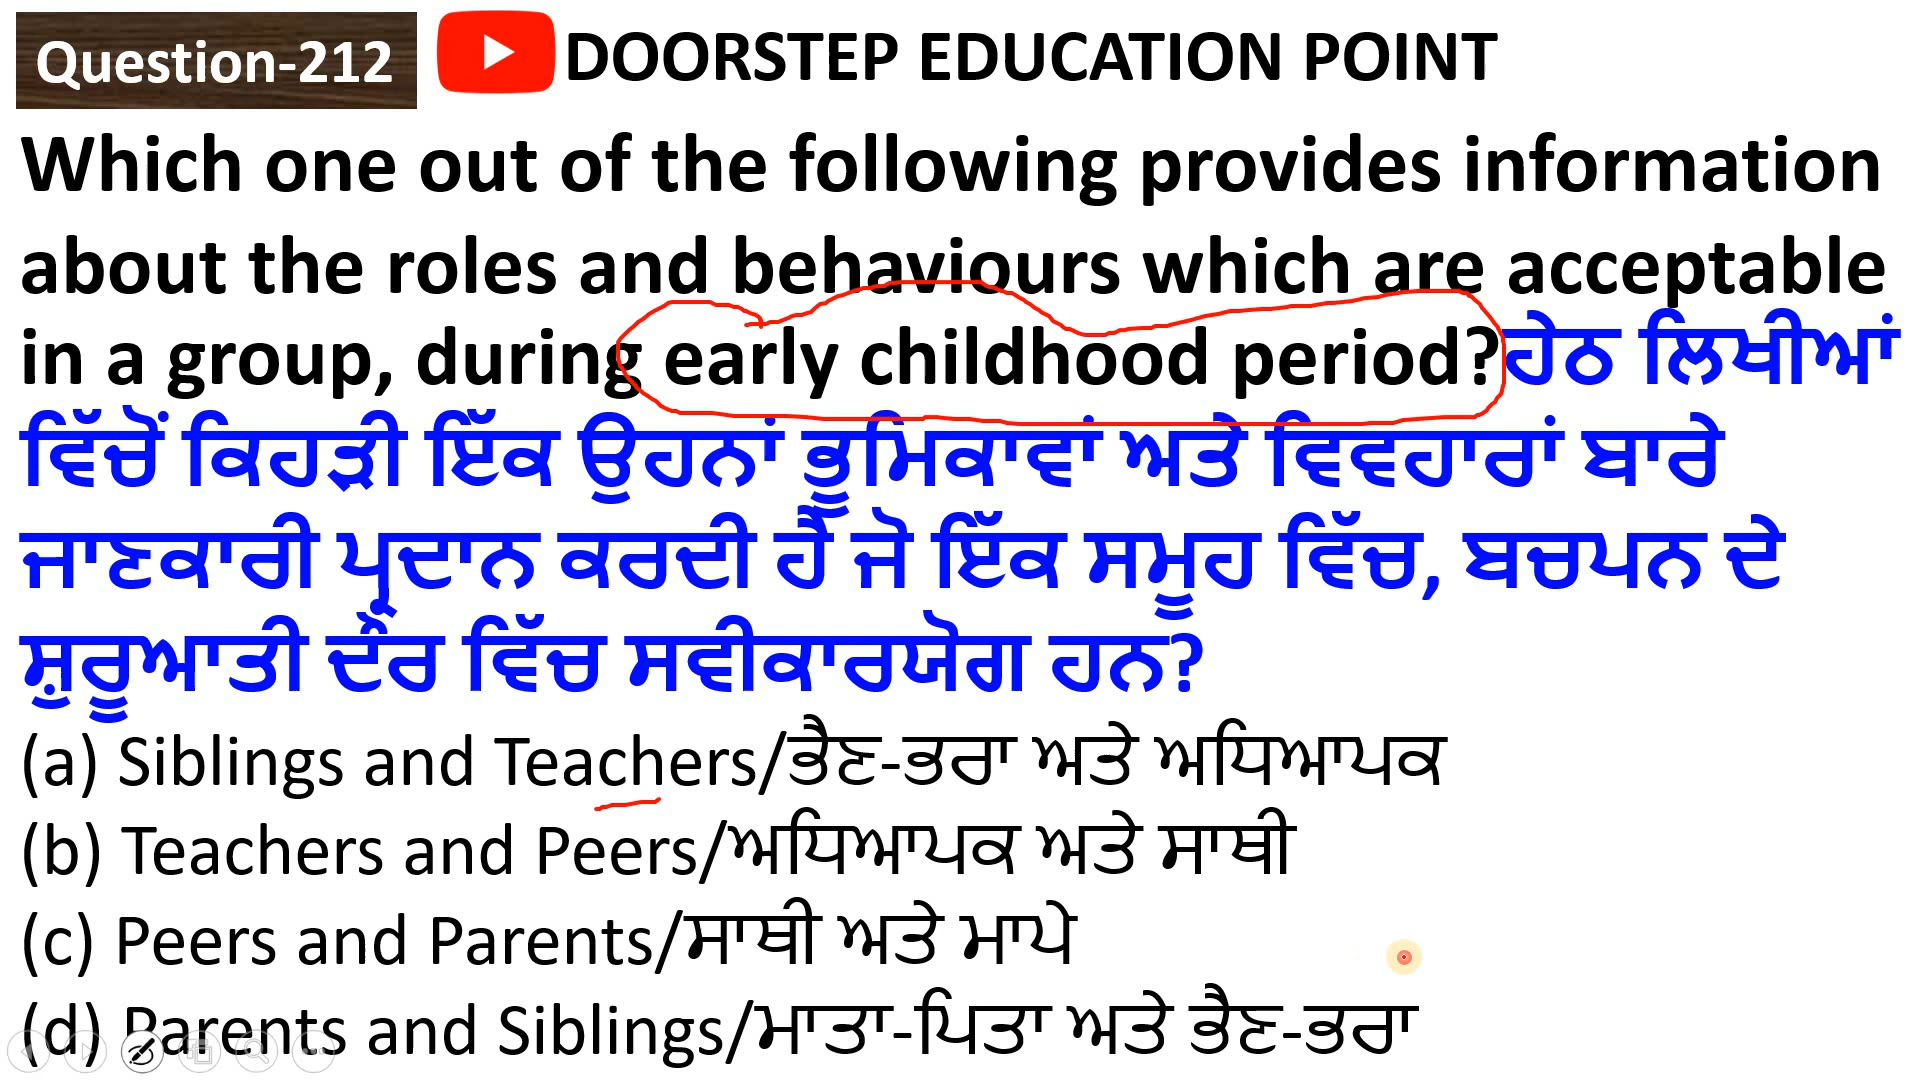 Question-212
DOORSTEP EDUCATION POINT
Which one out of the following provides information
about the roles and behaviours which are acceptable
in a group, during early childhood period?ਹੇਠ ਲਿਖੀਆਂ
ਵਿੱਚੋਂ ਕਿਹੜੀ ਇੱਕ ਉਹਨਾਂ ਭੂਮਿਕਾਵਾਂ ਅਤੇ ਵਿਵਹਾਰਾਂ ਬਾਰੇ
ਜਾਣਕਾਰੀ ਪ੍ਰਦਾਨ ਕਰਦੀ ਹੈ ਜੋ ਇੱਕ ਸਮੂਹ ਵਿੱਚ, ਬਚਪਨ ਦੇ
ਸ਼ੁਰੂਆਤੀ ਦੌਰ ਵਿੱਚ ਸਵੀਕਾਰਯੋਗ ਹਨ?
(a) Siblings and Teachers/ਭੈਣ-ਭਰਾ ਅਤੇ ਅਧਿਆਪਕ
(b) Teachers and Peers/ਅਧਿਆਪਕ ਅਤੇ ਸਾਥੀ
(c) Peers and Parents/ਸਾਥੀ ਅਤੇ ਮਾਪੇ
(d) Parents and Siblings/ਮਾਤਾ-ਪਿਤਾ ਅਤੇ ਭੈਣ-ਭਰਾ